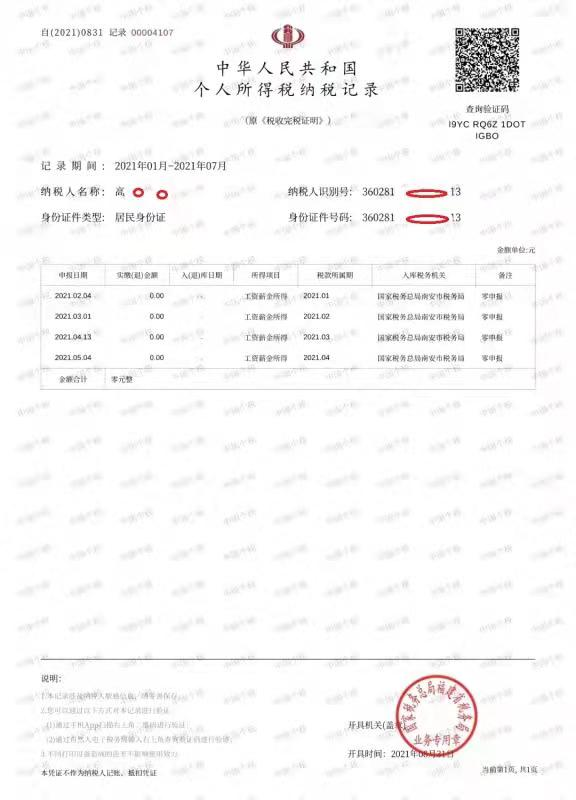 自(2021)0831 记录 00004107
中华人民共和国
个人所得税纳税记录
(原《税收完税证明》)
查询验证码
I9YC RQ6Z 1DOT
IGBO
记录期间: 2021年01月-2021年07月
纳税人名称: 高
纳税人识别号: 360281 13
身份证件类型: 居民身份证
身份证件号码: 360281 13
金额单位:元
申报日期 实缴(退)金额 入(退)库日期 所得项目 税款所属期 入库税务机关 备注
2021.02.04 0.00 - 工资薪金所得 2021.01 国家税务总局南安市税务局 零申报
2021.03.01 0.00 - 工资薪金所得 2021.02 国家税务总局南安市税务局 零申报
2021.04.13 0.00 - 工资薪金所得 2021.03 国家税务总局南安市税务局 零申报
2021.05.04 0.00 - 工资薪金所得 2021.04 国家税务总局南安市税务局 零申报
金额合计 零元整
说明:
1.本记录涉及纳税人敏感信息,请妥善保存。
2.您可以通过以下方式对本记录进行验证
(1)通过手机App扫描右上角二维码进行验证
(2)通过自然人电子税务局输入右上角查询验证码进行验证。
3.不同打印设备造成的色差不影响使用效力
本凭证不作为纳税人记账、抵扣凭证
开具机关(盖章)
国家税务总局福建省税务局
业务专用章
开具时间: 2021年08月31日
当前第1页, 共1页
中国个税